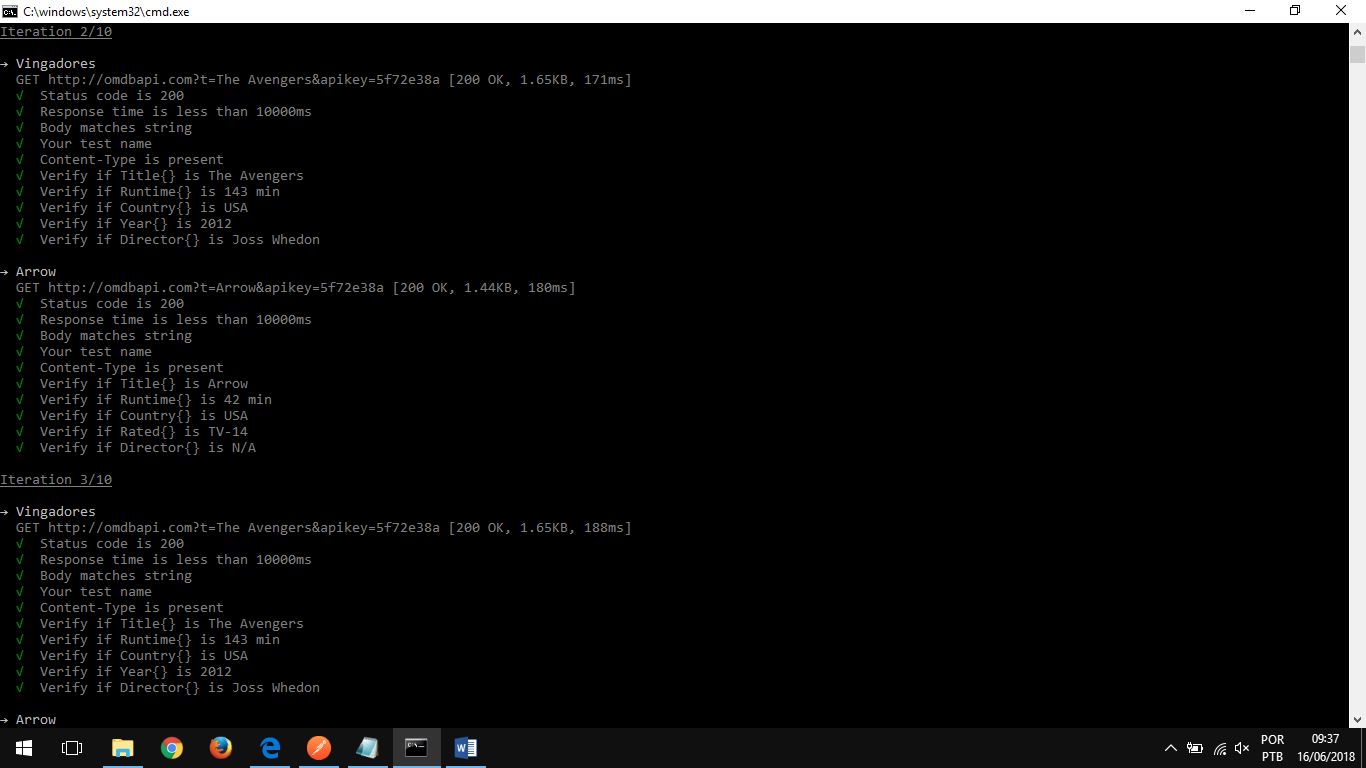 C:\windows\system32\cmd.exe
Iteration 2/10
→ Vingadores
GET http://omdbapi.com?t=The Avengers&apikey=5f72e38a [200 OK, 1.65KB, 171ms]
√ Status code is 200
√ Response time is less than 10000ms
√ Body matches string
√ Your test name
√ Content-Type is present
√ Verify if Title{} is The Avengers
√ Verify if Runtime{} is 143 min
√ Verify if Country{} is USA
√ Verify if Year{} is 2012
√ Verify if Director{} is Joss Whedon
→ Arrow
GET http://omdbapi.com?t=Arrow&apikey=5f72e38a [200 OK, 1.44KB, 180ms]
√ Status code is 200
√ Response time is less than 10000ms
√ Body matches string
√ Your test name
√ Content-Type is present
√ Verify if Title{} is Arrow
√ Verify if Runtime{} is 42 min
√ Verify if Country{} is USA
√ Verify if Rated{} is TV-14
√ Verify if Director{} is N/A
Iteration 3/10
→ Vingadores
GET http://omdbapi.com?t=The Avengers&apikey=5f72e38a [200 OK, 1.65KB, 188ms]
√ Status code is 200
√ Response time is less than 10000ms
√ Body matches string
√ Your test name
√ Content-Type is present
√ Verify if Title{} is The Avengers
√ Verify if Runtime{} is 143 min
√ Verify if Country{} is USA
√ Verify if Year{} is 2012
√ Verify if Director{} is Joss Whedon
→ Arrow
POR
PTB
09:37
16/06/2018